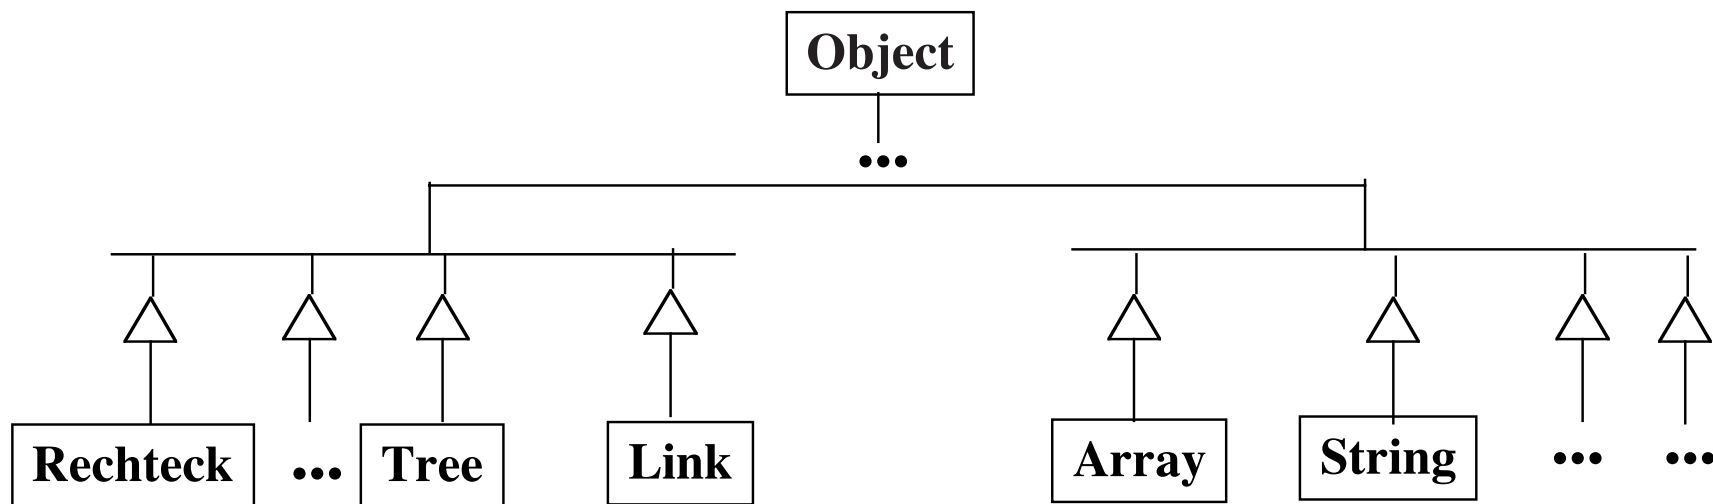 Object
•••
Rechteck ••• Tree Link Array String ••• •••